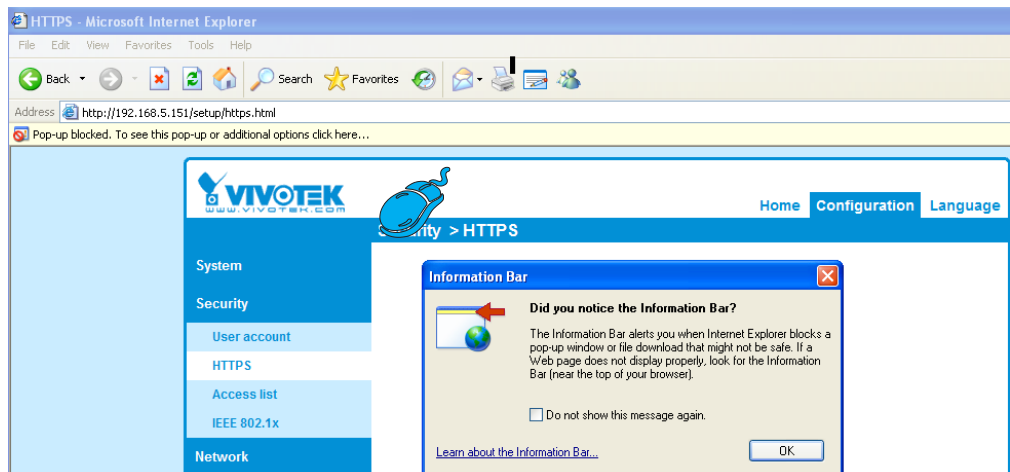 HTTPS - Microsoft Internet Explorer
File Edit View Favorites Tools Help
Back Search Favorites
Address http://192.168.5.151/setup/https.html
Pop-up blocked. To see this pop-up or additional options click here...
VIVOTEK
www.vivotek.com
Home Configuration Language
>HTTPS
System
Security
User account
HTTPS
Access list
IEEE 802.1x
Network
Information Bar
Did you notice the Information Bar?
The Information Bar alerts you when Internet Explorer blocks a
pop-up window or file download that might not be safe. If a
Web page does not display properly, look for the Information
Bar (near the top of your browser).
Do not show this message again.
Learn about the Information Bar...
OK